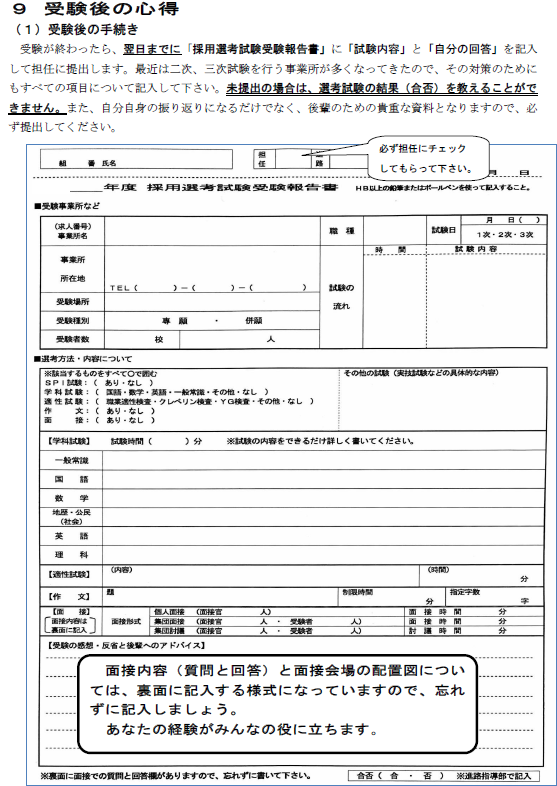 ９ 受験後の心得
（１）受験後の手続き
受験が終わったら、翌日までに「採用選考試験受験報告書」に「試験内容」と「自分の回答」を記入
して担任に提出します。最近は二次、三次試験を行う事業所が多くなってきたので、その対策のために
もすべての項目について記入して下さい。未提出の場合は、選考試験の結果（合否）を教えることがで
きません。また、自分自身の振り返りになるだけでなく、後輩のための貴重な資料となりますので、必
ず提出してください。
組 番 氏名
担任
路
必ず担任にチェック
してもらって下さい。
月 日
年度 採用選考試験受験報告書 ＨＢ以上の鉛筆またはボールペンを使って記入すること。
■受験事業所など
（求人番号）
事業所名
職 種
試験日
月 日（ ）
1次・2次・3次
事業所
所在地
ＴＥＬ（ ）－（ ）－（ ）
試験の
流れ
時 間
試 験 内 容
受験場所
受験種別 専 願 ・ 併願
受験者数 校 人
■選考方法・内容について
※該当するものをすべて〇で囲む
ＳＰＩ試験：（ あり・なし ）
学 科 試 験：（ 国語・数学・英語・一般常識・その他・なし ）
適 性 試 験：（ 職業適性検査・クレペリン検査・ＹＧ検査・その他・なし ）
作 文：（ あり・なし ）
面 接：（ あり・なし ）
その他の試験（実技試験などの具体的な内容）
【学科試験】 試験時間（ ）分 ※試験の内容をできるだけ詳しく書いてください。
一般常識
国 語
数 学
地歴・公民
（社会）
英 語
理 科
【適性試験】 （内容） （時間） 分
【作 文】 題 制限時間 分 指定字数 字
【面 接】
面接内容は
裏面に記入
面接形式
個人面接 （面接官 人） 面 接 時 間 分
集団面接 （面接官 人 ・ 受験者 人） 面 接 時 間 分
集団討議 （面接官 人 ・ 受験者 人） 討 議 時 間 分
【受験の感想・反省と後輩へのアドバイス】
面接内容（質問と回答）と面接会場の配置図につい
ては、裏面に記入する様式になっていますので、忘れ
ずに記入しましょう。
あなたの経験がみんなの役に立ちます。
※裏面に面接での質問と回答欄がありますので、忘れずに書いて下さい。
合否（ 合 ・ 否 ） ※進路指導部で記入